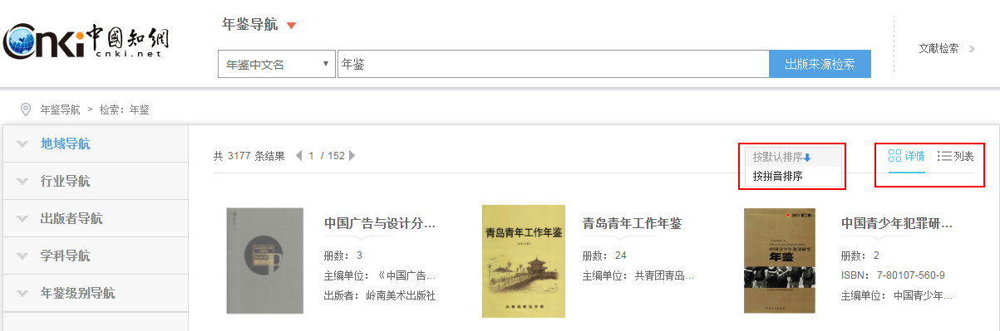 年鉴导航
cnki 中國知網
cnki.net
年鉴中文名
年鉴
出版来源检索
文献检索
年鉴导航 > 检索：年鉴
地域导航
行业导航
出版者导航
学科导航
年鉴级别导航
共 3177 条结果 1 / 152
按默认排序
按拼音排序
详情
列表
中国广告与设计分...
册数： 3
主编单位：《中国广告...
出版者：岭南美术出版社
青岛青年工作年鉴
青岛青年工作年鉴
册数： 24
主编单位：共青团青岛...
2001 第二卷
中国青少年犯罪研究
年鉴
中国青少年犯罪研...
册数： 2
ISBN： 7-80107-560-9
主编单位：中国青少年...